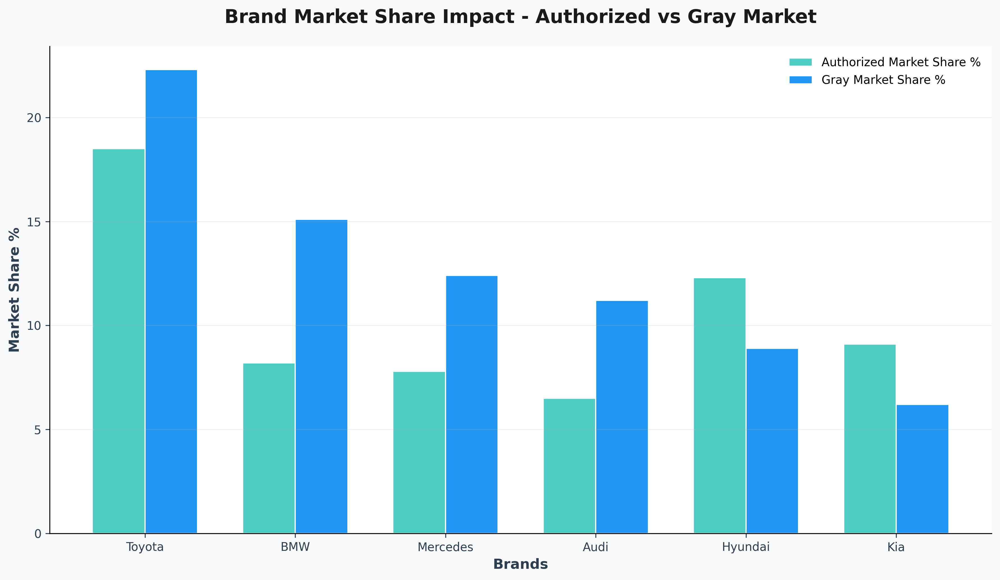 Brand Market Share Impact - Authorized vs Gray Market
Authorized Market Share %
Gray Market Share %
Market Share %
20
15
10
5
0
Toyota BMW Mercedes Audi Hyundai Kia
Brands